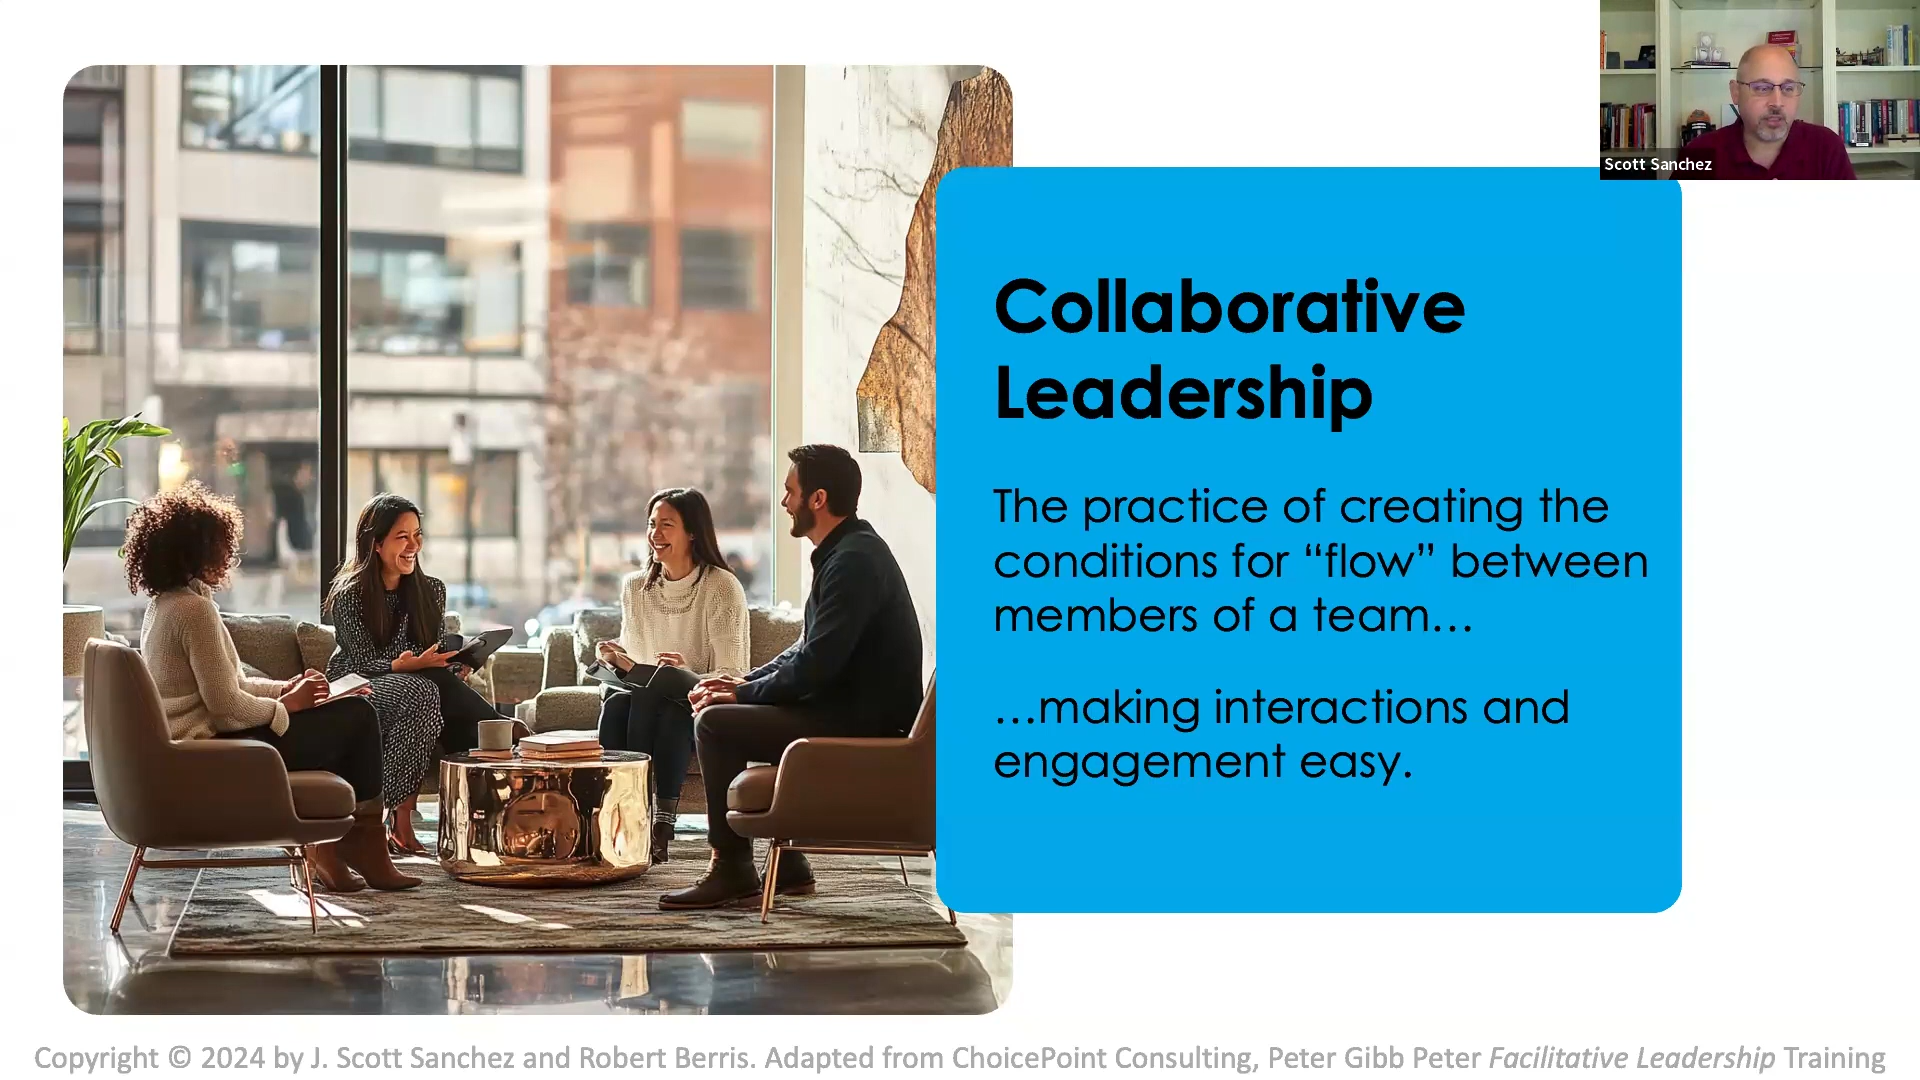 Scott Sanchez
Collaborative
Leadership
The practice of creating the
conditions for “flow” between
members of a team…
…making interactions and
engagement easy.
Copyright © 2024 by J. Scott Sanchez and Robert Berris. Adapted from ChoicePoint Consulting, Peter Gibb Peter Facilitative Leadership Training